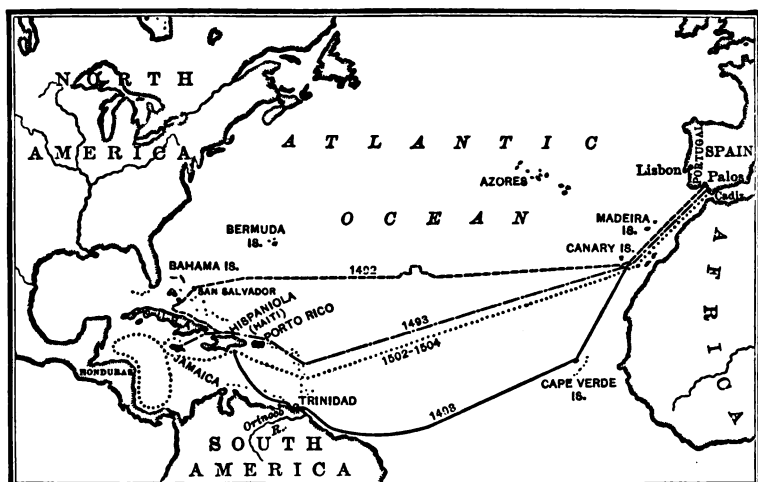 NORTH
AMERICA
ATLANTIC
OCEAN
AZORES
Lisbon
PORTUGAL
SPAIN
Palos
Cadiz
MADEIRA
IS.
CANARY IS.
BERMUDA
IS.
BAHAMA IS.
SAN SALVADOR
1492
CUBA
HISPANIOLA
(HAITI)
PORTO RICO
1493
1502-1504
JAMAICA
HONDURAS
TRINIDAD
1498
CAPE VERDE
IS.
Orinoco
R.
SOUTH
AMERICA
AFRICA